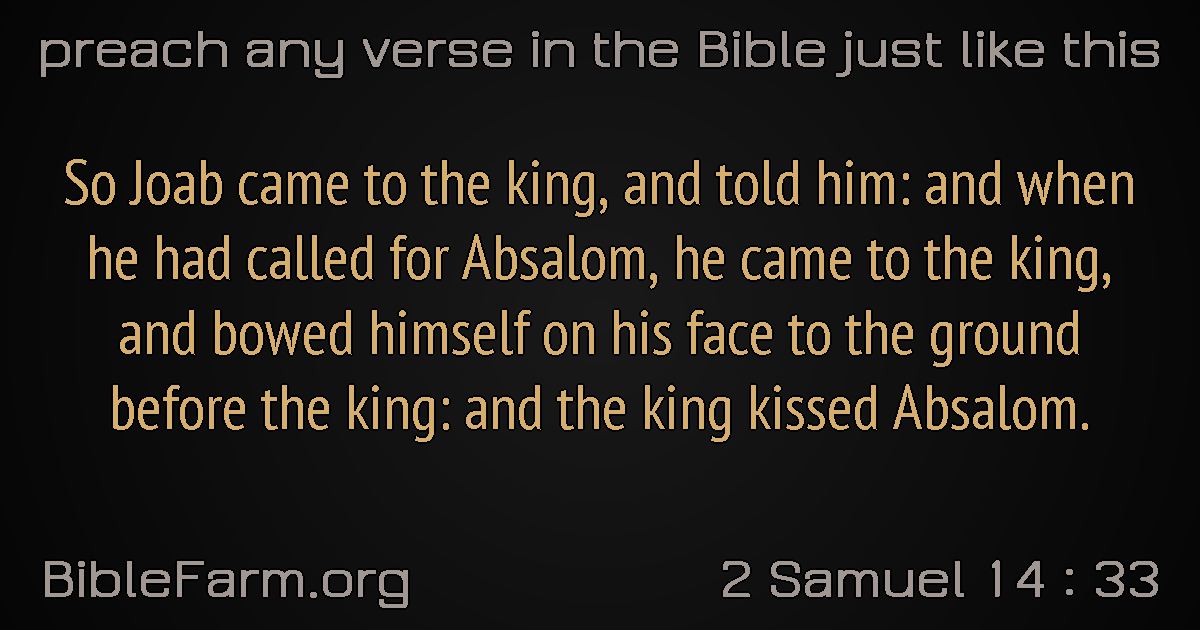 preach any verse in the Bible just like this
So Joab came to the king, and told him: and when
he had called for Absalom, he came to the king,
and bowed himself on his face to the ground
before the king: and the king kissed Absalom.
BibleFarm.org
2 Samuel 14 : 33